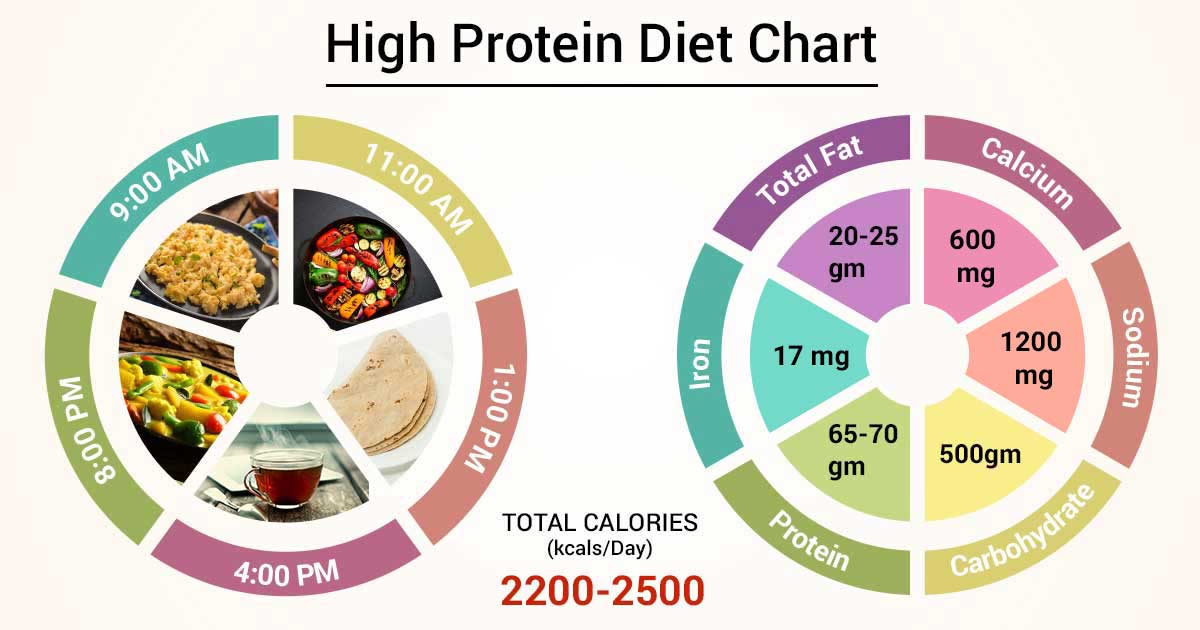 High Protein Diet Chart
9:00 AM
11:00 AM
1:00 PM
4:00 PM
8:00 PM
TOTAL CALORIES
(kcals/Day)
2200-2500
Total Fat
20-25
gm
Calcium
600
mg
Sodium
1200
mg
Carbohydrate
500gm
Protein
65-70
gm
Iron
17 mg